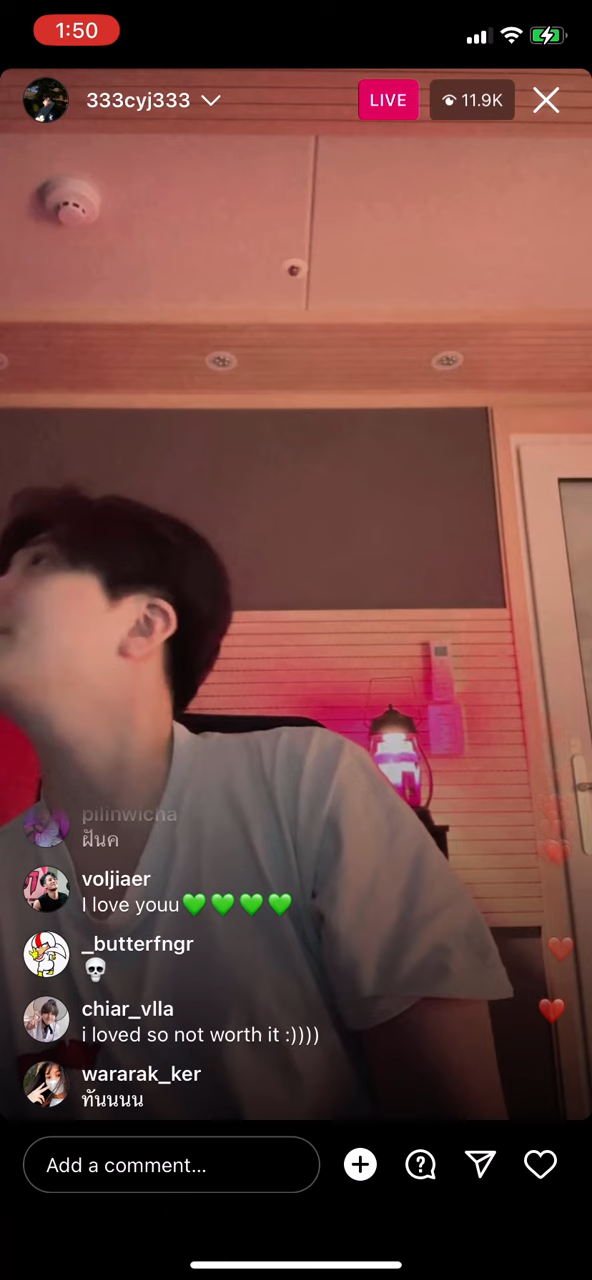 1:50
333cyj333
LIVE
11.9K
pilinwicha
ฝันค
voljiaer
I love youu💚💚💚💚
_butterfngr
💀
chiar_vlla
i loved so not worth it :))))
wararak_ker
ทันนนน
Add a comment...